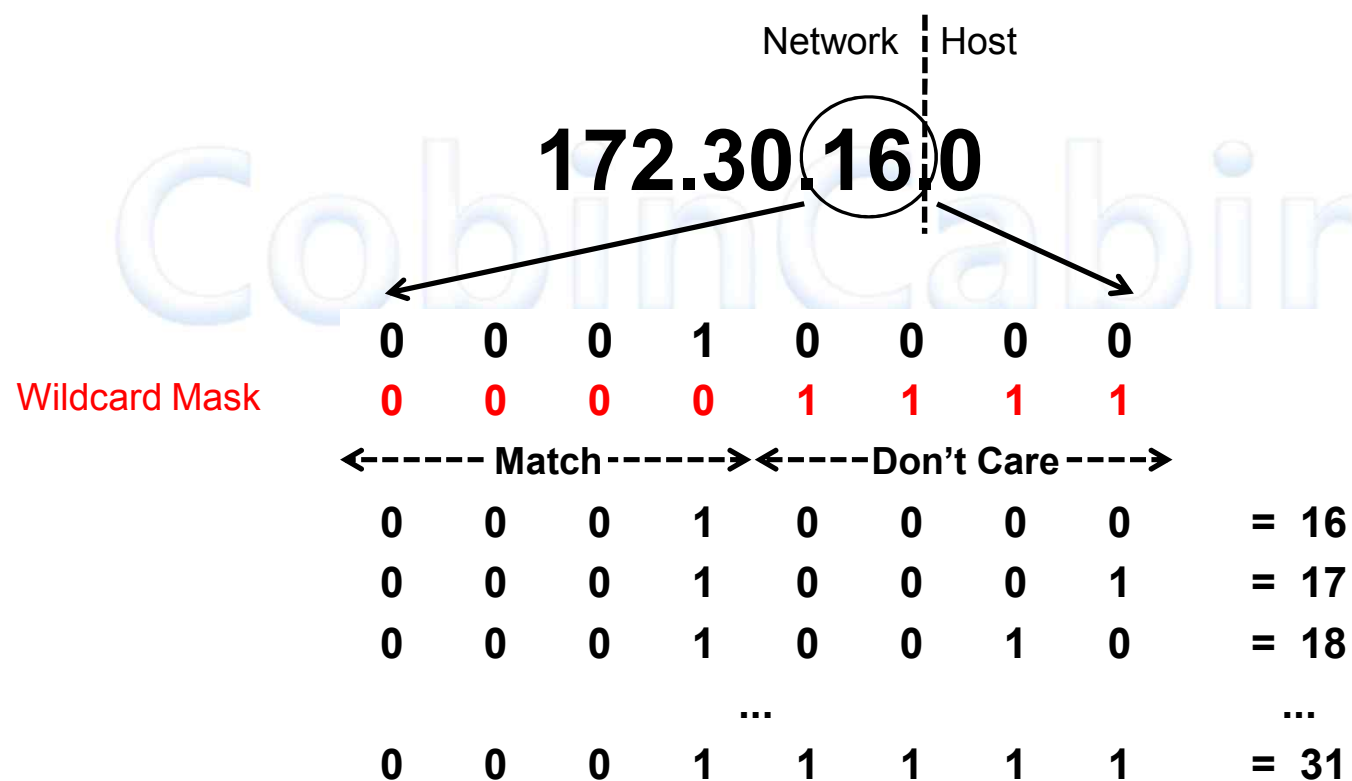 Network Host
172.30.16.0
CobinCabin
0 0 0 1 0 0 0 0
Wildcard Mask 0 0 0 0 1 1 1 1
Match Don't Care
0 0 0 1 0 0 0 0 = 16
0 0 0 1 0 0 0 1 = 17
0 0 0 1 0 0 1 0 = 18
... ...
0 0 0 1 1 1 1 1 = 31